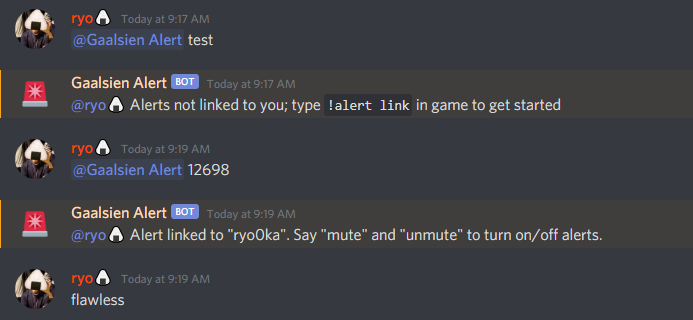 ryo🍙 Today at 9:17 AM
@Gaalsien Alert test
Gaalsien Alert BOT Today at 9:17 AM
@ryo🍙 Alerts not linked to you; type !alert link in game to get started
ryo🍙 Today at 9:19 AM
@Gaalsien Alert 12698
Gaalsien Alert BOT Today at 9:19 AM
@ryo🍙 Alert linked to "ryo0ka". Say "mute" and "unmute" to turn on/off alerts.
ryo🍙 Today at 9:19 AM
flawless